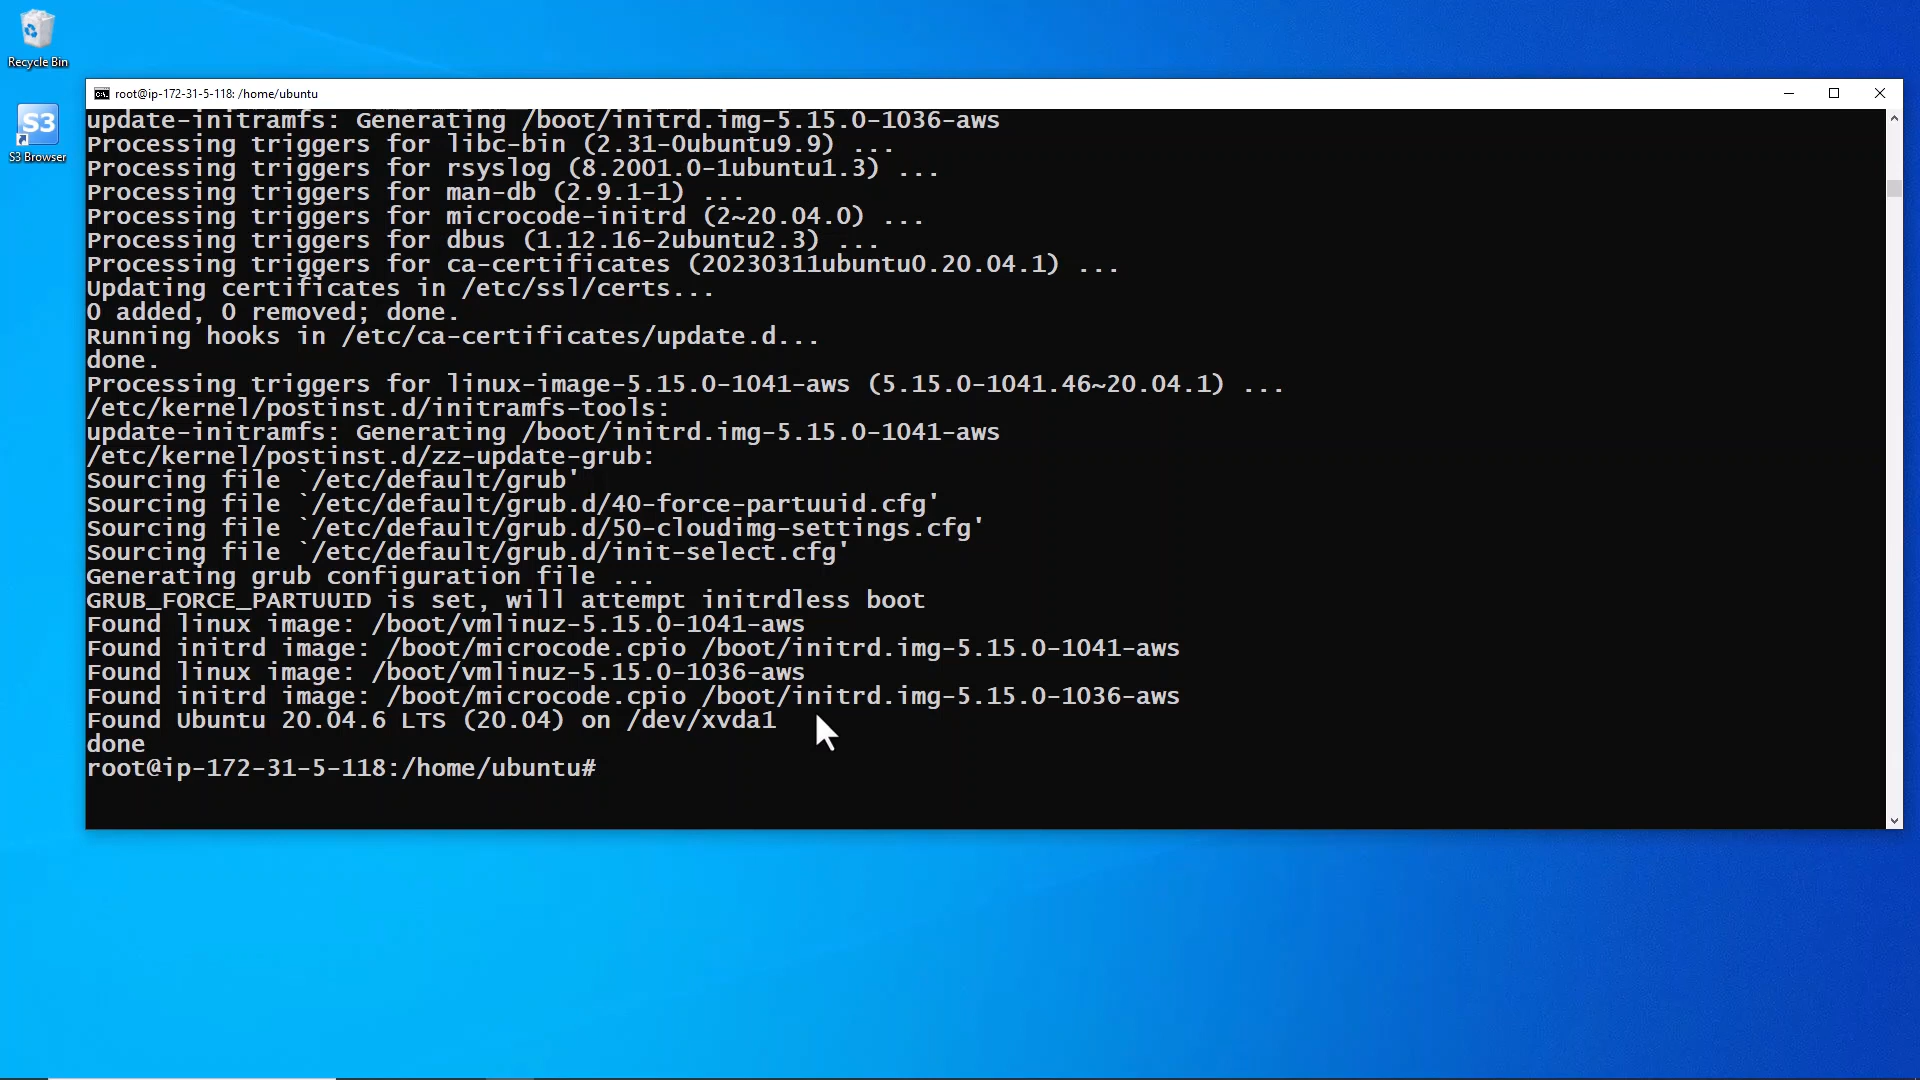 Recycle Bin
S3
S3 Browser
root@ip-172-31-5-118: /home/ubuntu
update-initramfs: Generating /boot/initrd.img-5.15.0-1036-aws
Processing triggers for libc-bin (2.31-0ubuntu9.9) ...
Processing triggers for rsyslog (8.2001.0-1ubuntu1.3) ...
Processing triggers for man-db (2.9.1-1) ...
Processing triggers for microcode-initrd (2~20.04.0) ...
Processing triggers for dbus (1.12.16-2ubuntu2.3) ...
Processing triggers for ca-certificates (20230311ubuntu0.20.04.1) ...
Updating certificates in /etc/ssl/certs...
0 added, 0 removed; done.
Running hooks in /etc/ca-certificates/update.d...
done.
Processing triggers for linux-image-5.15.0-1041-aws (5.15.0-1041.46~20.04.1) ...
/etc/kernel/postinst.d/initramfs-tools:
update-initramfs: Generating /boot/initrd.img-5.15.0-1041-aws
/etc/kernel/postinst.d/zz-update-grub:
Sourcing file `/etc/default/grub'
Sourcing file `/etc/default/grub.d/40-force-partuuid.cfg'
Sourcing file `/etc/default/grub.d/50-cloudimg-settings.cfg'
Sourcing file `/etc/default/grub.d/init-select.cfg'
Generating grub configuration file ...
GRUB_FORCE_PARTUUID is set, will attempt initrdless boot
Found linux image: /boot/vmlinuz-5.15.0-1041-aws
Found initrd image: /boot/microcode.cpio /boot/initrd.img-5.15.0-1041-aws
Found linux image: /boot/vmlinuz-5.15.0-1036-aws
Found initrd image: /boot/microcode.cpio /boot/initrd.img-5.15.0-1036-aws
Found Ubuntu 20.04.6 LTS (20.04) on /dev/xvda1
done
root@ip-172-31-5-118:/home/ubuntu#